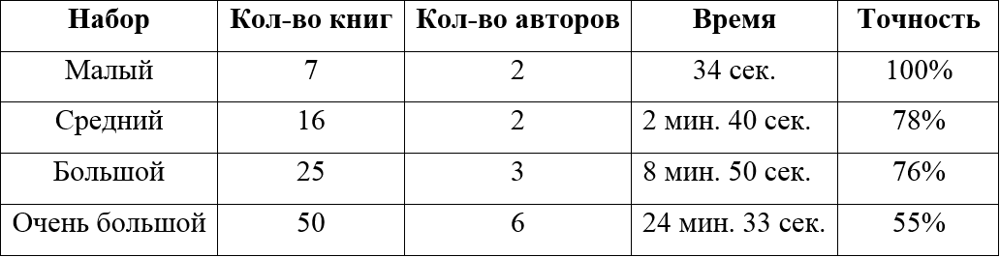 Набор Кол-во книг Кол-во авторов Время Точность
Малый 7 2 34 сек. 100%
Средний 16 2 2 мин. 40 сек. 78%
Большой 25 3 8 мин. 50 сек. 76%
Очень большой 50 6 24 мин. 33 сек. 55%